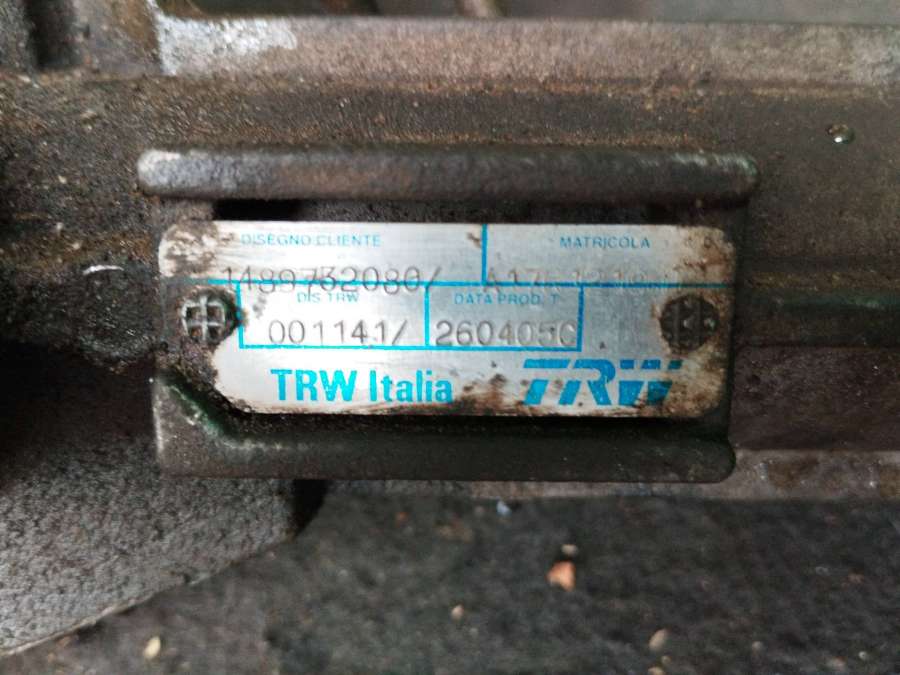 DISEGNO CLIENTE MATRICOLA
1489732080/
DIS TRW DATA PROD. T
001141/ 260405C
TRW Italia TRW